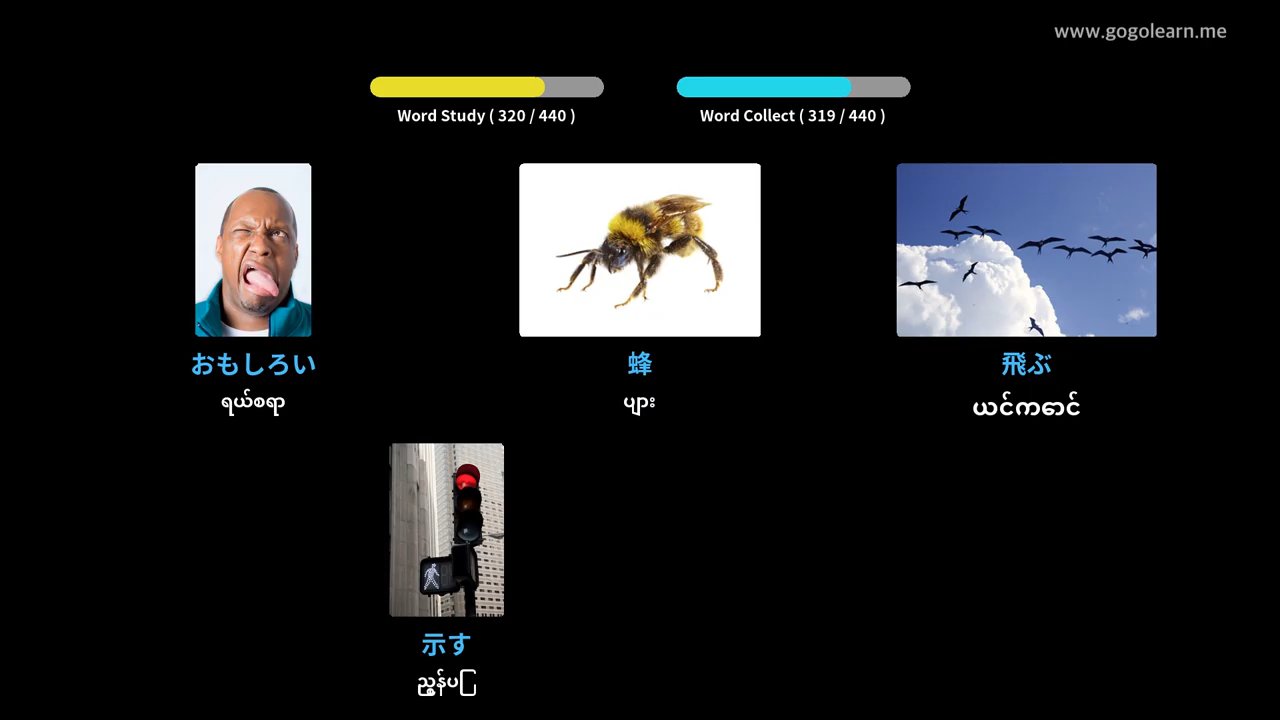 www.gogolearn.me
Word Study ( 320 / 440 )
Word Collect ( 319 / 440 )
おもしろい
ရယ်စရာ
蜂
ပျား
飛ぶ
ယင်ကောင်
示す
ညွှန်ပြ